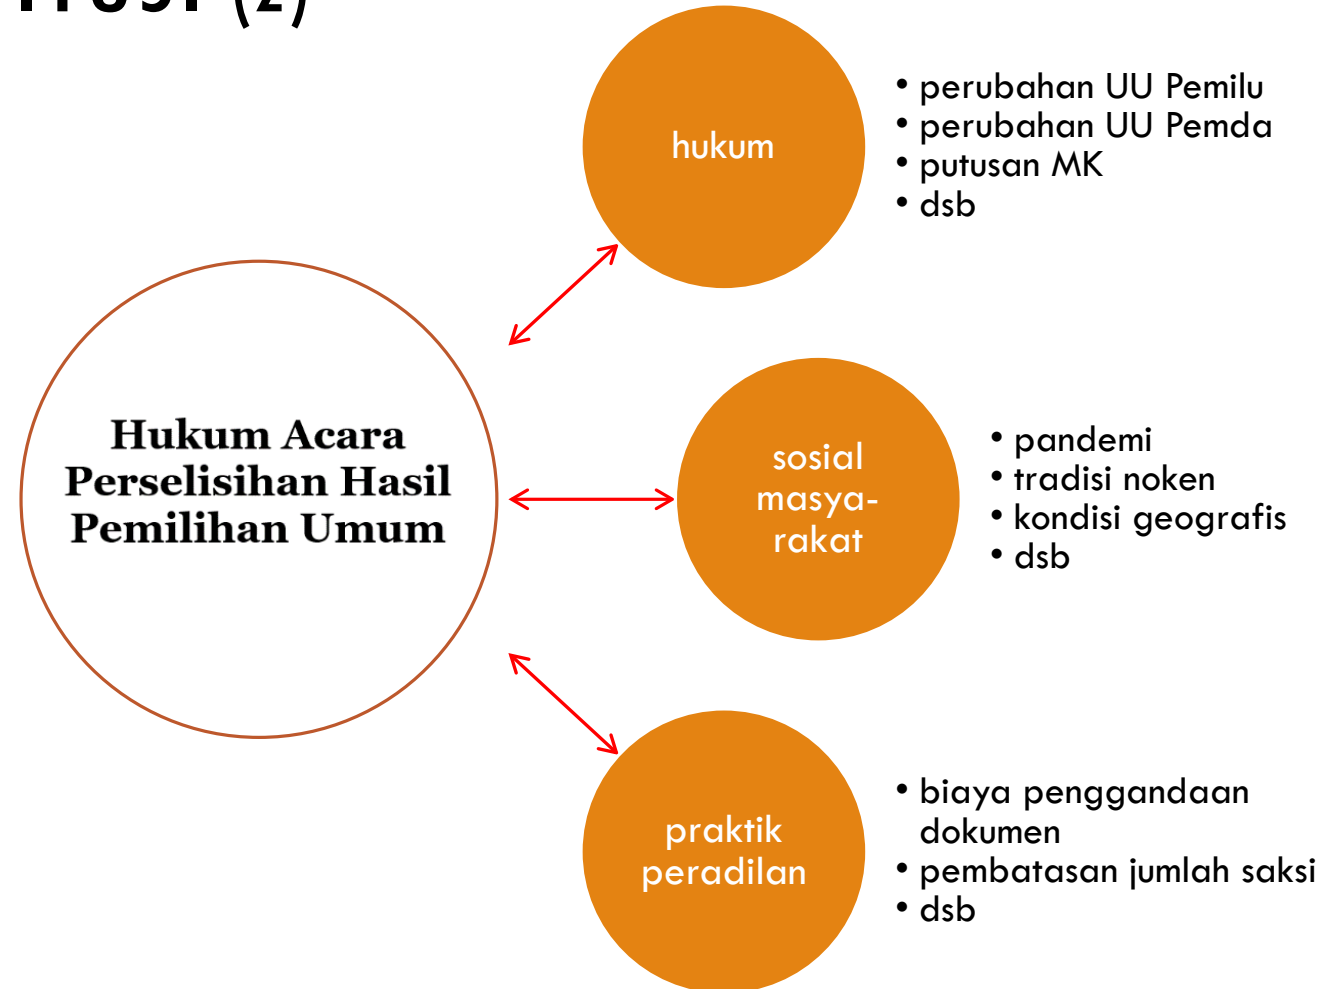 (2)
Hukum Acara
Perselisihan Hasil
Pemilihan Umum
hukum
• perubahan UU Pemilu
• perubahan UU Pemda
• putusan MK
• dsb
sosial
masya-
rakat
• pandemi
• tradisi noken
• kondisi geografis
• dsb
praktik
peradilan
• biaya penggandaan
dokumen
• pembatasan jumlah saksi
• dsb